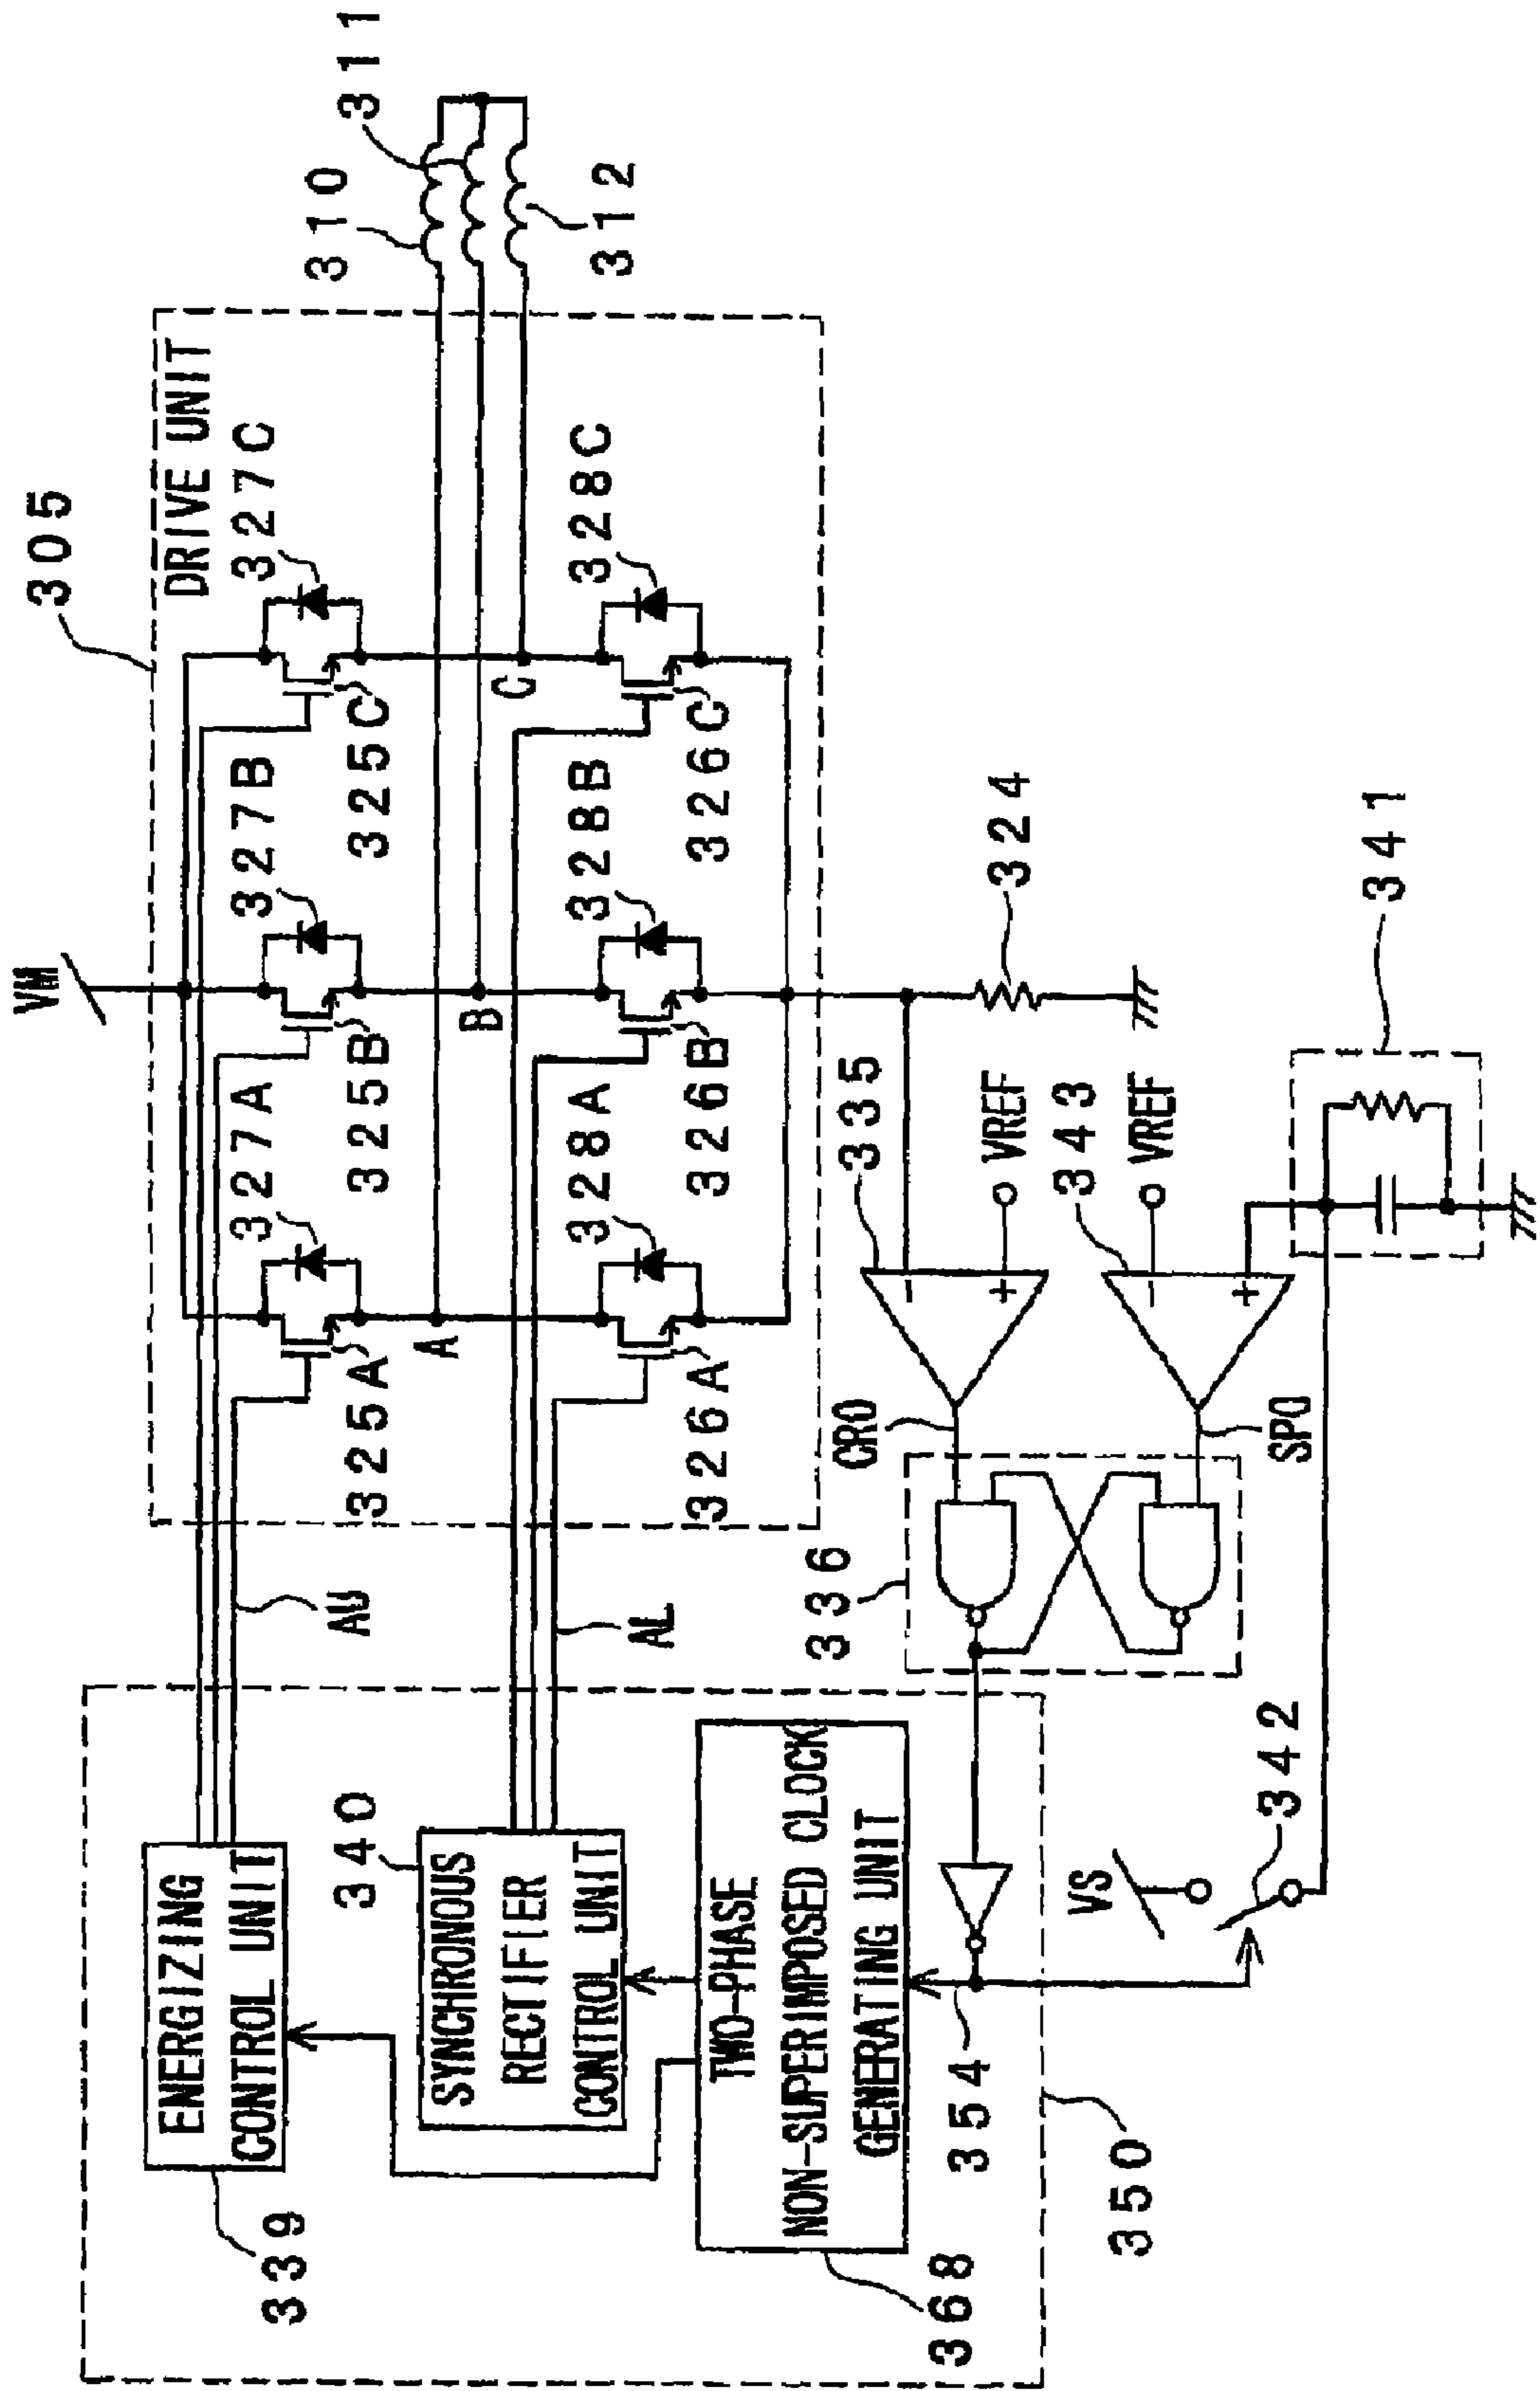 305
VM
DRIVE UNIT
327A
327B
327C
325A
325B
325C
310
311
312
A
B
C
328A
328B
328C
326A
326B
326C
AU
AL
339
ENERGIZING
CONTROL UNIT
340
SYNCHRONOUS
RECTIFIER
CONTROL UNIT
TWO-PHASE
NON-SUPERIMPOSED CLOCK
GENERATING UNIT
368
354
350
336
CRO
335
324
VREF
343
VREF
SPO
341
VS
342
-
+
-
+